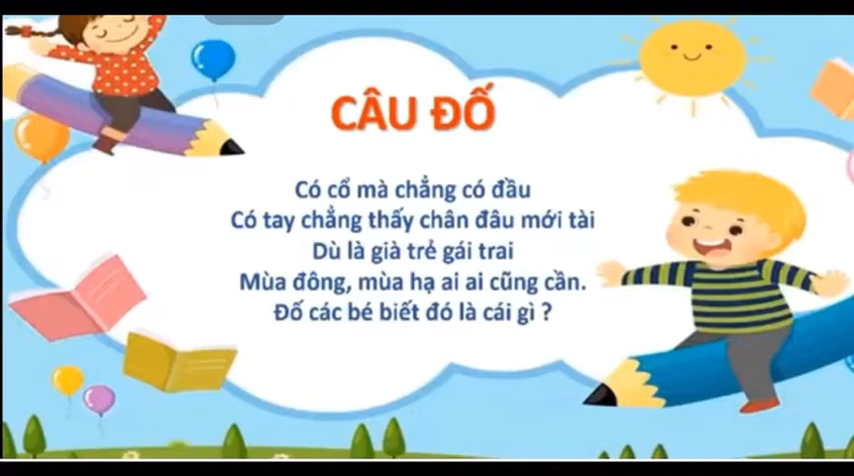 CÂU ĐỐ
Có cổ mà chẳng có đầu
Có tay chẳng thấy chân đâu mới tài
Dù là già trẻ gái trai
Mùa đông, mùa hạ ai ai cũng cần.
Đố các bé biết đó là cái gì ?